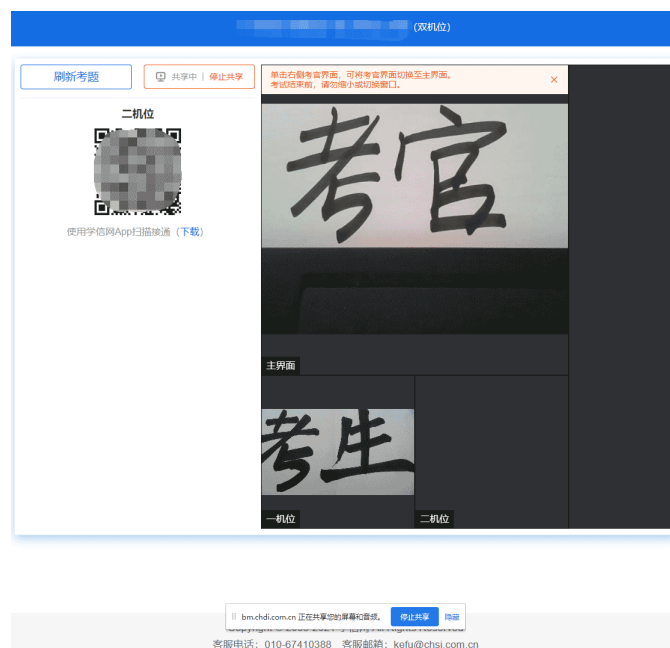 (双机位)
刷新考题
共享中 | 停止共享
单击右侧考官界面，可将考官界面切换至主界面。
考试结束前，请勿缩小或切换窗口。
二机位
使用学信网App扫描接通（下载）
考官
主界面
考生
一机位
二机位
bm.chdi.com.cn 正在共享您的屏幕和音频。
停止共享
隐藏
客服电话：010-67410388 客服邮箱：kefu@chsi.com.cn